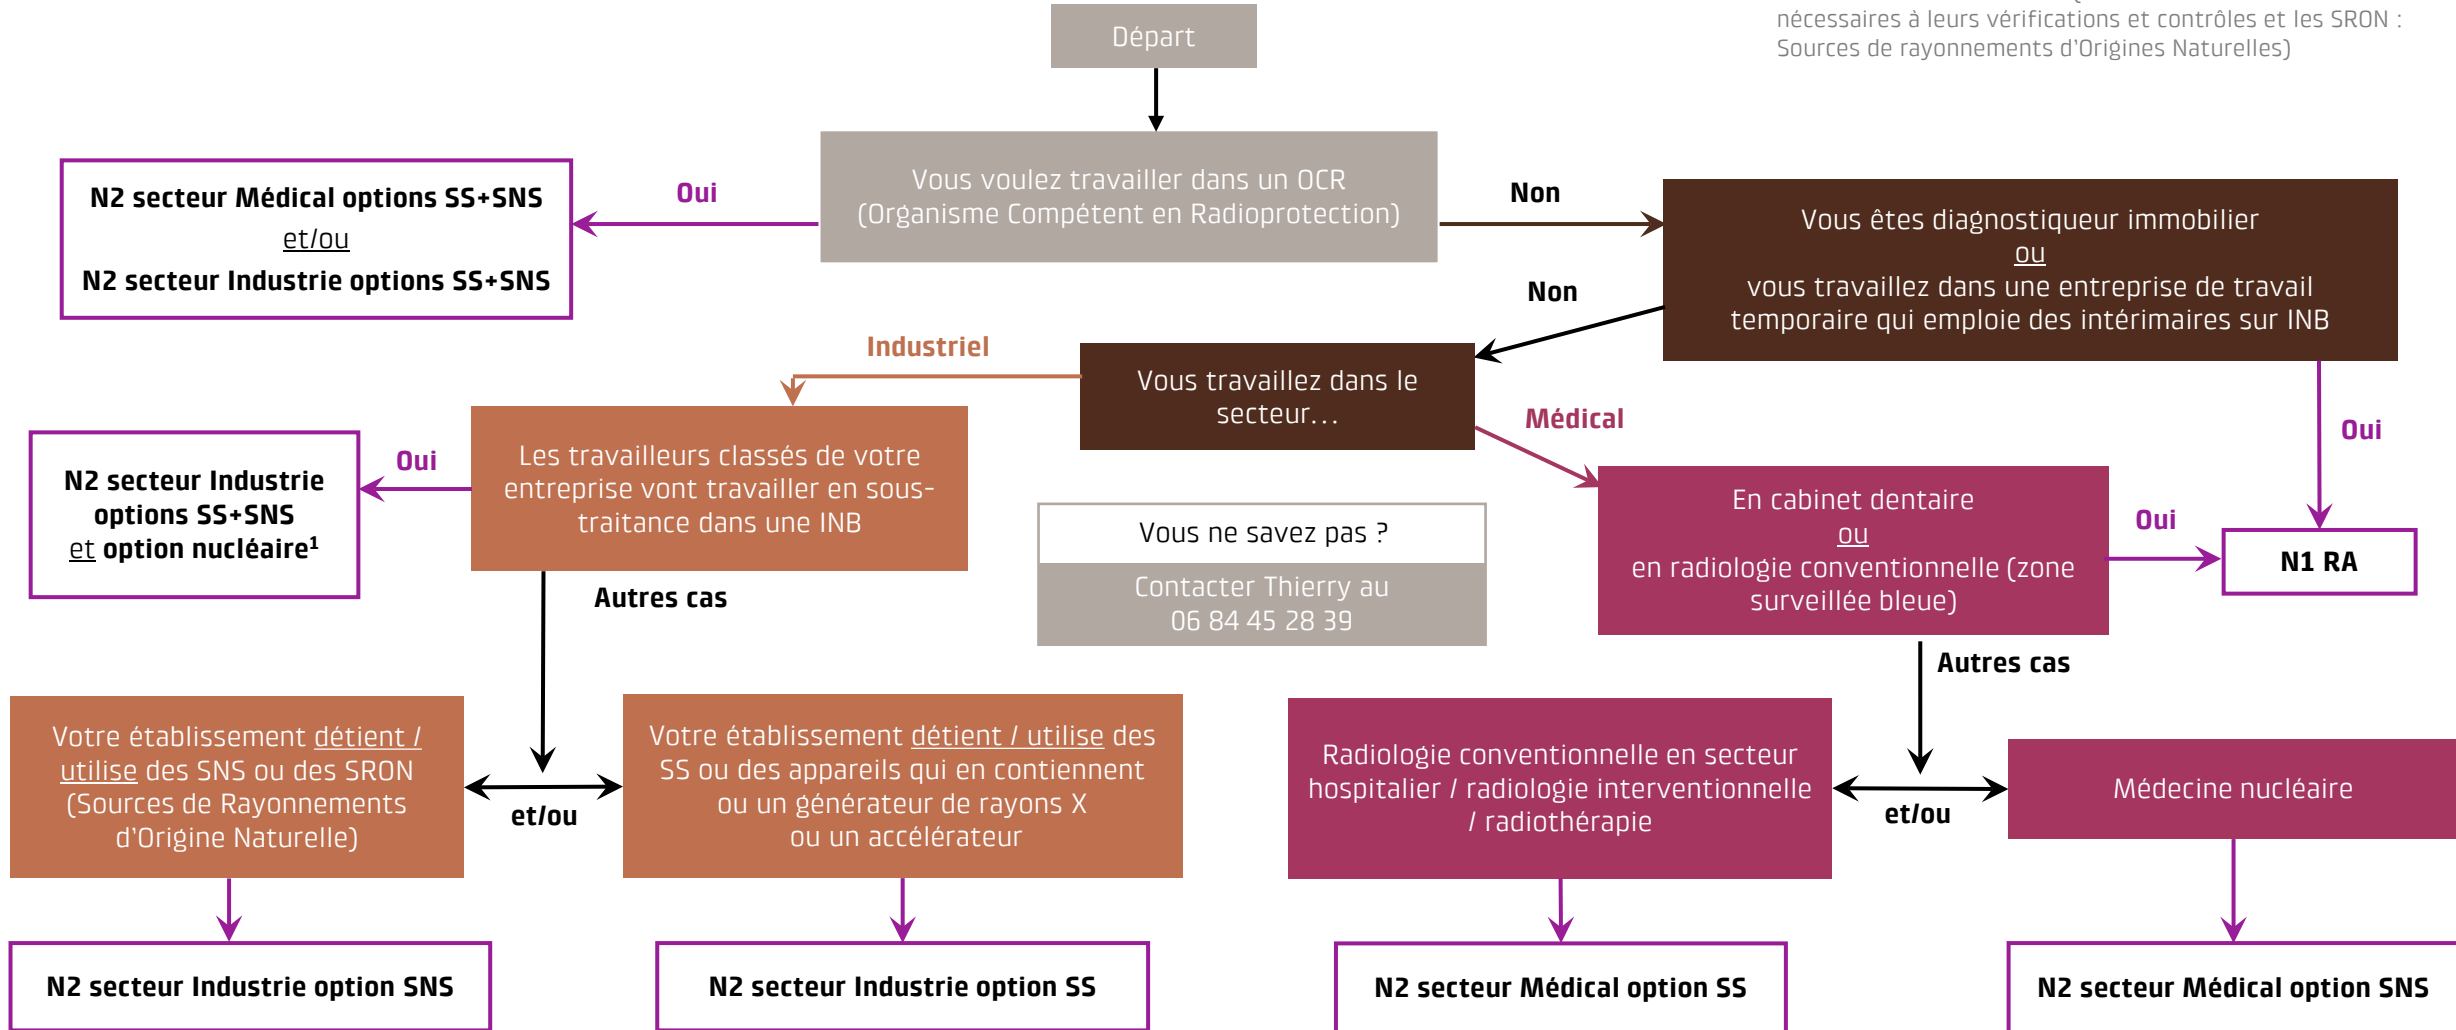 nécessaires à leurs vérifications et contrôles et les SRON :
Sources de rayonnements d'Origines Naturelles)
Départ
Vous voulez travailler dans un OCR
(Organisme Compétent en Radioprotection)
Oui
Non
N2 secteur Médical options SS+SNS
et/ou
N2 secteur Industrie options SS+SNS
Vous êtes diagnostiqueur immobilier
ou
vous travaillez dans une entreprise de travail
temporaire qui emploie des intérimaires sur INB
Non
Oui
Vous travaillez dans le
secteur...
Industriel
Médical
Les travailleurs classés de votre
entreprise vont travailler en sous-
traitance dans une INB
Oui
N2 secteur Industrie
options SS+SNS
et option nucléaire¹
Autres cas
Vous ne savez pas ?
Contacter Thierry au
06 84 45 28 39
En cabinet dentaire
ou
en radiologie conventionnelle (zone
surveillée bleue)
Oui
N1 RA
Autres cas
Votre établissement détient /
utilise des SNS ou des SRON
(Sources de Rayonnements
d'Origine Naturelle)
et/ou
Votre établissement détient / utilise des
SS ou des appareils qui en contiennent
ou un générateur de rayons X
ou un accélérateur
Radiologie conventionnelle en secteur
hospitalier / radiologie interventionnelle
/ radiothérapie
et/ou
Médecine nucléaire
N2 secteur Industrie option SNS
N2 secteur Industrie option SS
N2 secteur Médical option SS
N2 secteur Médical option SNS